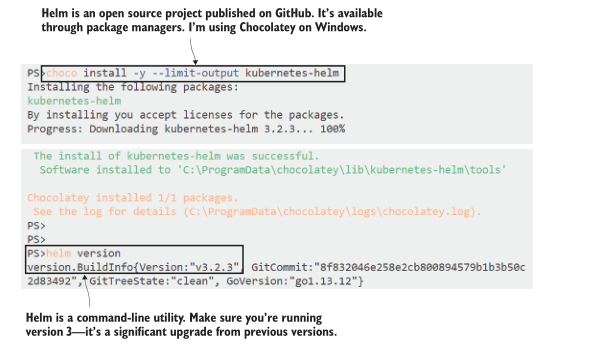 Helm is an open source project published on GitHub. It's available
through package managers. I'm using Chocolatey on Windows.
PS>choco install -y --limit-output kubernetes-helm
Installing the following packages:
kubernetes-helm
By installing you accept licenses for the packages.
Progress: Downloading kubernetes-helm 3.2.3... 100%
The install of kubernetes-helm was successful.
Software installed to 'C:\ProgramData\chocolatey\lib\kubernetes-helm\tools'
Chocolatey installed 1/1 packages.
See the log for details (C:\ProgramData\chocolatey\logs\chocolatey.log).
PS>
PS>
PS>helm version
version.BuildInfo{Version:"v3.2.3", GitCommit:"8f832046e258e2cb800894579b1b3b50c
2d83492", GitTreeState:"clean", GoVersion:"go1.13.12"}
Helm is a command-line utility. Make sure you're running
version 3—it's a significant upgrade from previous versions.